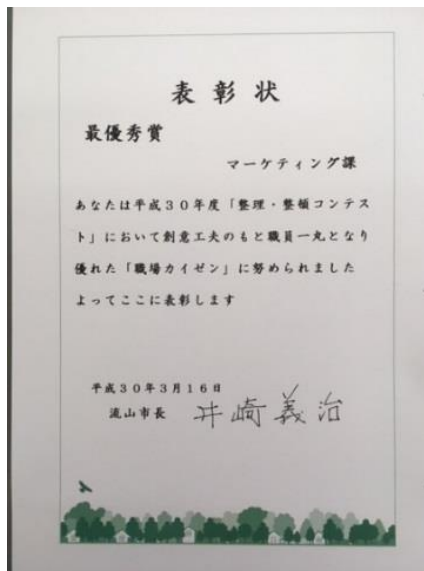 表彰状
最優秀賞
マーケティング課
あなたは平成30年度「整理・整頓コンテス
ト」において創意工夫のもと職員一丸となり
優れた「職場カイゼン」に努められました
よってここに表彰します
平成30年3月16日
流山市長 井崎義治